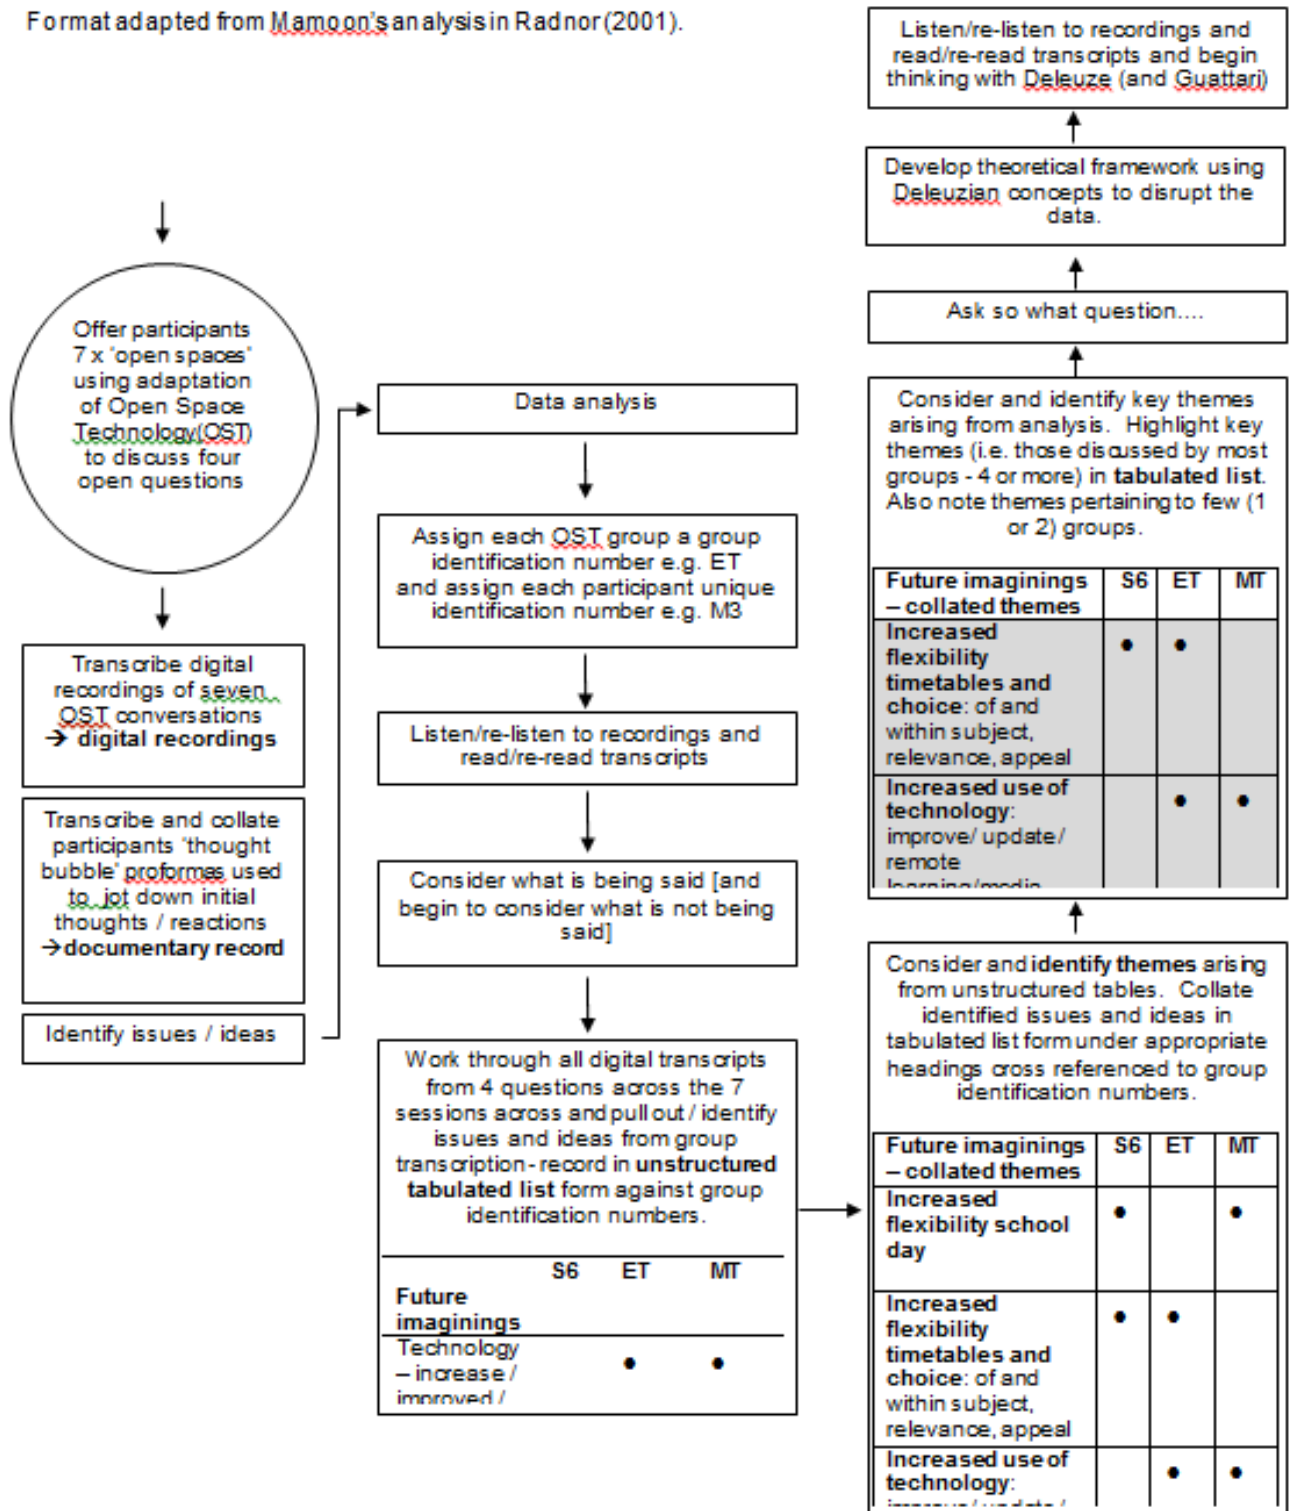 Format adapted from Mamoon's analysis in Radnor (2001).
Offer participants
7 x 'open spaces'
using adaptation
of Open Space
Technology(OST)
to discuss four
open questions
Transcribe digital
recordings of seven
OST conversations
→ digital recordings
Transcribe and collate
participants 'thought
bubble' proformas used
to jot down initial
thoughts / reactions
→documentary record
Identify issues / ideas
Data analysis
Assign each OST group a group
identification number e.g. ET
and assign each participant unique
identification number e.g. M3
Listen/re-listen to recordings and
read/re-read transcripts
Consider what is being said [and
begin to consider what is not being
said]
Work through all digital transcripts
from 4 questions across the 7
sessions across and pull out / identify
issues and ideas from group
transcription - record in unstructured
tabulated list form against group
identification numbers.
S6 ET MT
Future
imaginings
Technology
– increase /
improved /
Consider and identify themes arising
from unstructured tables. Collate
identified issues and ideas in
tabulated list form under appropriate
headings cross referenced to group
identification numbers.
Future imaginings S6 ET MT
– collated themes
Increased
flexibility school
day
Increased
flexibility
timetables and
choice: of and
within subject,
relevance, appeal
Increased use of
technology:
improve/ update /
Consider and identify key themes
arising from analysis. Highlight key
themes (i.e. those discussed by most
groups - 4 or more) in tabulated list.
Also note themes pertaining to few (1
or 2) groups.
Future imaginings S6 ET MT
– collated themes
Increased
flexibility
timetables and
choice: of and
within subject,
relevance, appeal
Increased use of
technology:
improve/ update /
remote
learning/media
Ask so what question....
Develop theoretical framework using
Deleuzian concepts to disrupt the
data.
Listen/re-listen to recordings and
read/re-read transcripts and begin
thinking with Deleuze (and Guattari)